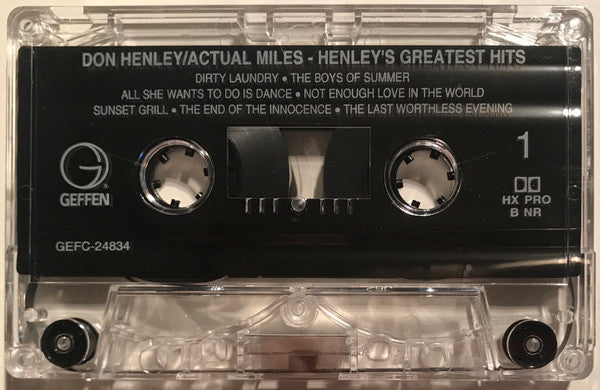 DON HENLEY/ACTUAL MILES - HENLEY'S GREATEST HITS
DIRTY LAUNDRY • THE BOYS OF SUMMER
ALL SHE WANTS TO DO IS DANCE • NOT ENOUGH LOVE IN THE WORLD
SUNSET GRILL • THE END OF THE INNOCENCE • THE LAST WORTHLESS EVENING
G
®
GEFFEN
1
HX PRO
B NR
GEFC-24834